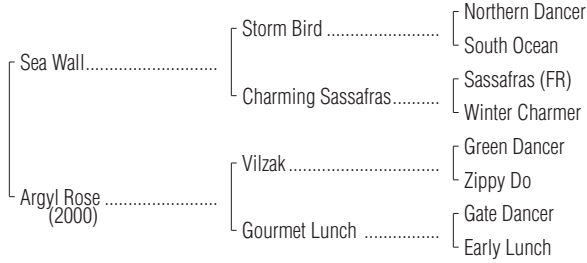 Northern Dancer
Storm Bird ........................
South Ocean
Sea Wall............................
Sassafras (FR)
Charming Sassafras..........
Winter Charmer
Green Dancer
Vilzak ................................
Zippy Do
Argyl Rose ........................
(2000)
Gate Dancer
Gourmet Lunch ................
Early Lunch